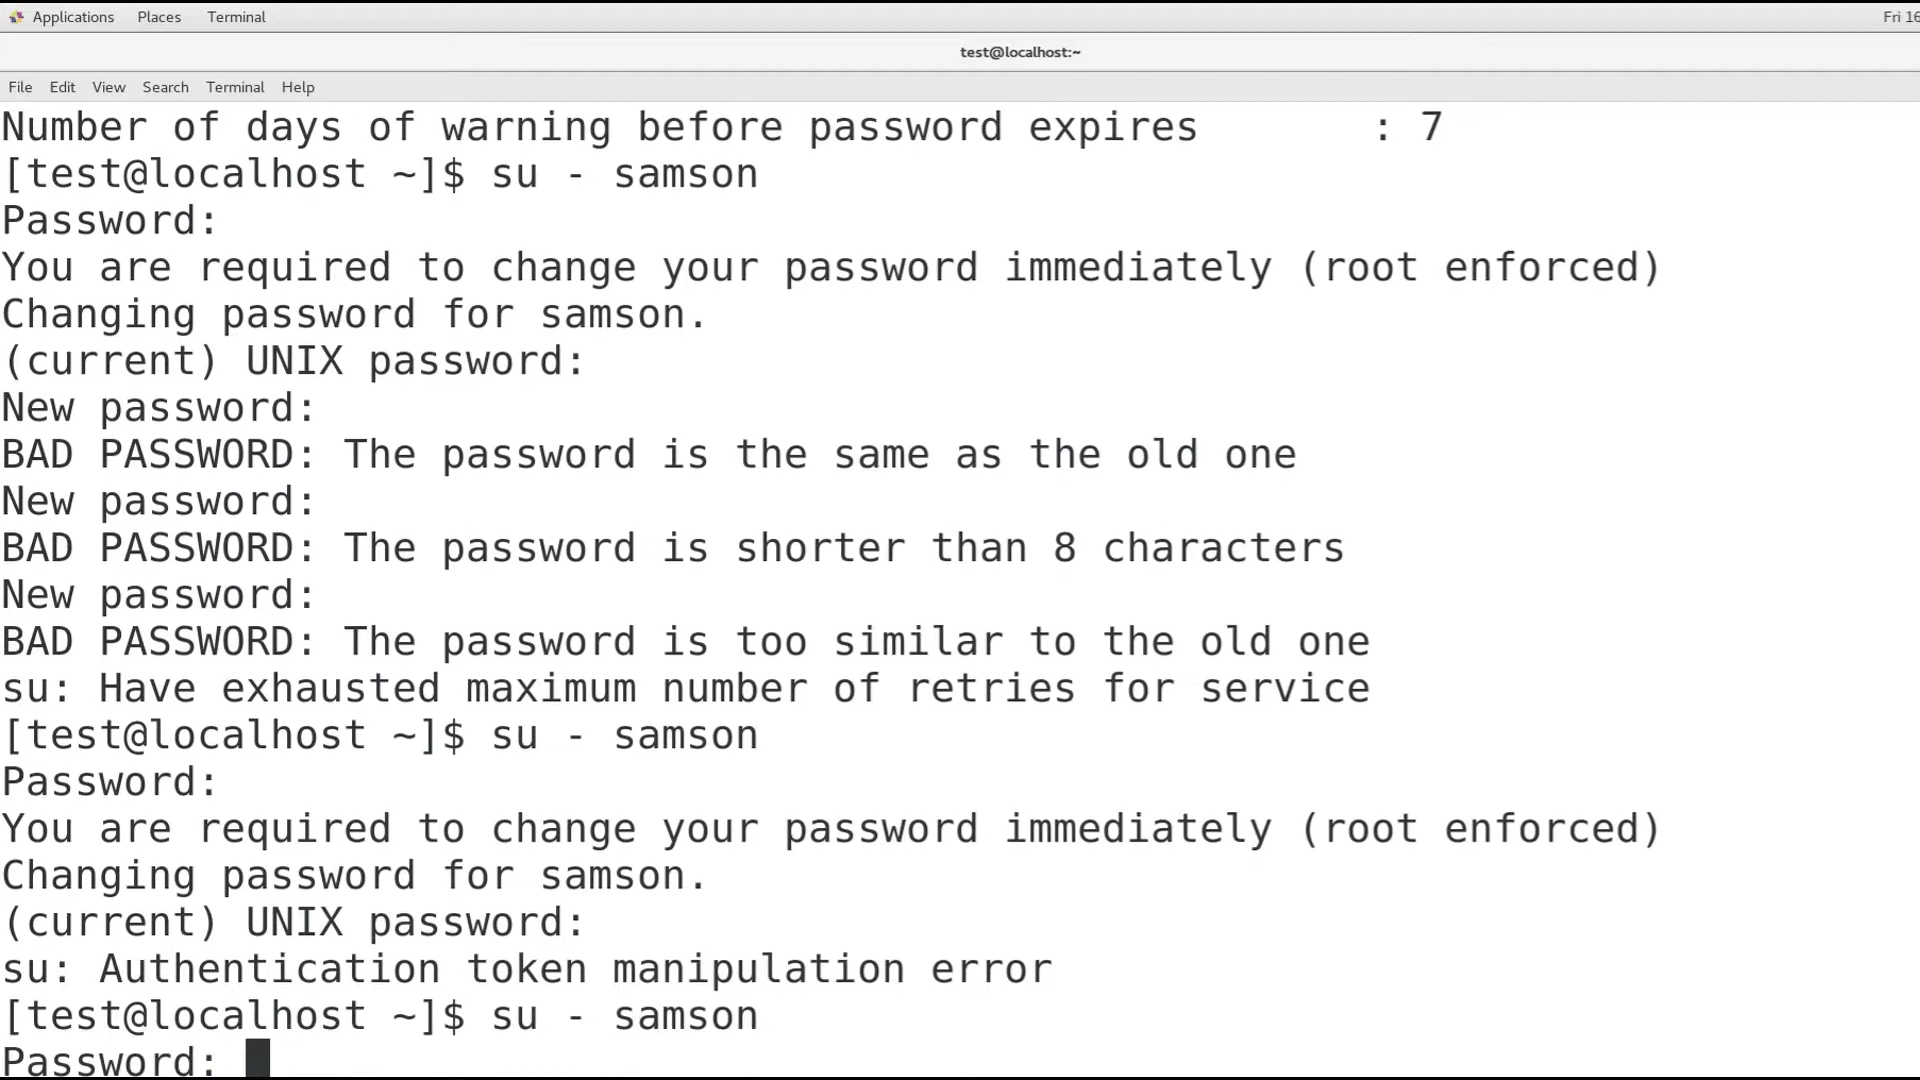 Applications Places Terminal Fri 16
test@localhost:~
File Edit View Search Terminal Help
Number of days of warning before password expires       : 7
[test@localhost ~]$ su - samson
Password:
You are required to change your password immediately (root enforced)
Changing password for samson.
(current) UNIX password:
New password:
BAD PASSWORD: The password is the same as the old one
New password:
BAD PASSWORD: The password is shorter than 8 characters
New password:
BAD PASSWORD: The password is too similar to the old one
su: Have exhausted maximum number of retries for service
[test@localhost ~]$ su - samson
Password:
You are required to change your password immediately (root enforced)
Changing password for samson.
(current) UNIX password:
su: Authentication token manipulation error
[test@localhost ~]$ su - samson
Password: